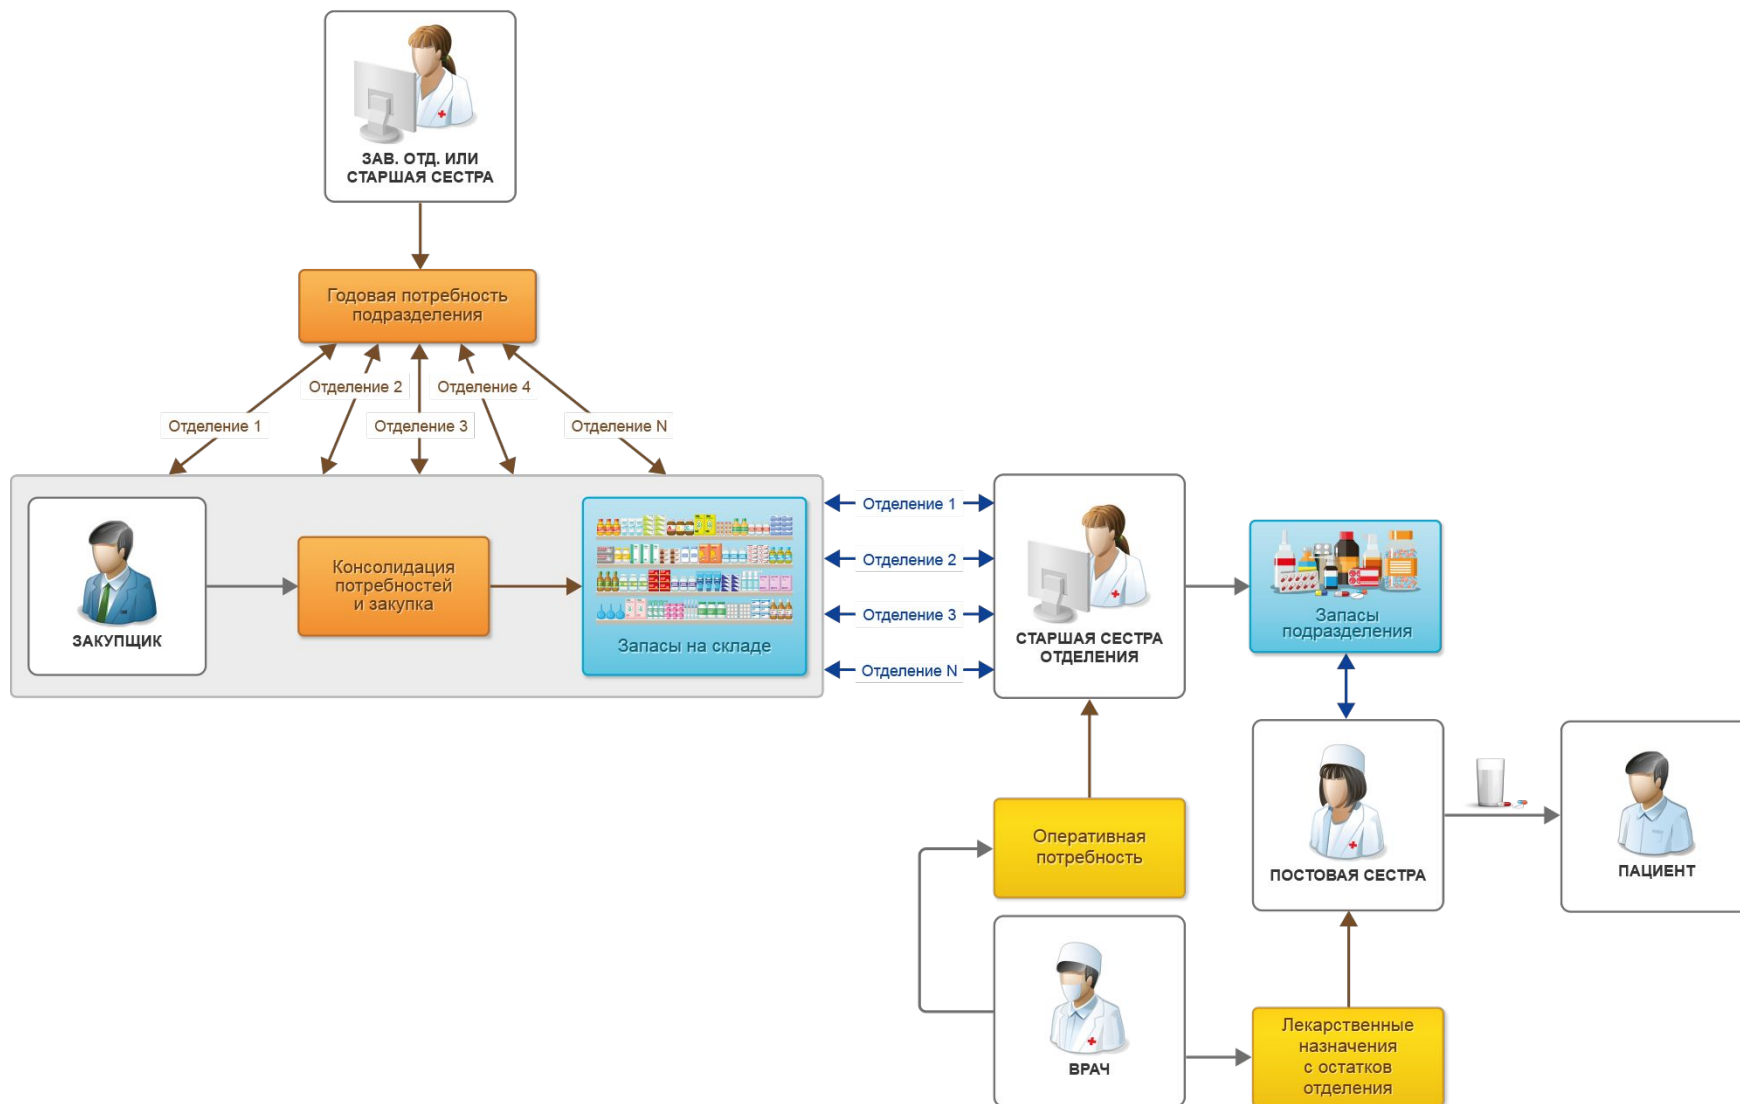 ЗАВ. ОТД. ИЛИ
СТАРШАЯ СЕСТРА
Годовая потребность
подразделения
Отделение 2
Отделение 4
Отделение 1
Отделение 3
Отделение N
ЗАКУПЩИК
Консолидация
потребностей
и закупка
Запасы на складе
Отделение 1
Отделение 2
Отделение 3
Отделение N
СТАРШАЯ СЕСТРА
ОТДЕЛЕНИЯ
Запасы
подразделения
Оперативная
потребность
ПОСТОВАЯ СЕСТРА
ПАЦИЕНТ
ВРАЧ
Лекарственные
назначения
с остатков
отделения